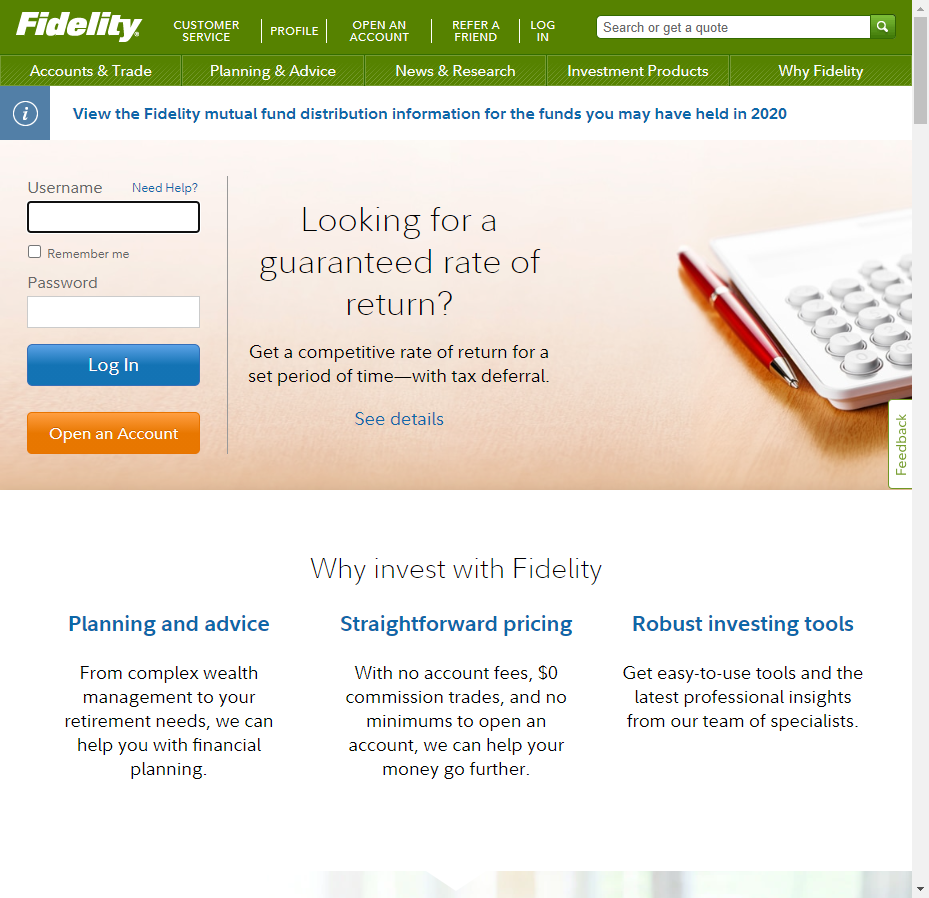 Fidelity
CUSTOMER
SERVICE
PROFILE
OPEN AN
ACCOUNT
REFER A
FRIEND
LOG
IN
Search or get a quote
Accounts & Trade
Planning & Advice
News & Research
Investment Products
Why Fidelity
i
View the Fidelity mutual fund distribution information for the funds you may have held in 2020
Username
Need Help?
Remember me
Password
Log In
Open an Account
Looking for a
guaranteed rate of
return?
Get a competitive rate of return for a
set period of time—with tax deferral.
See details
Feedback
Why invest with Fidelity
Planning and advice
From complex wealth
management to your
retirement needs, we can
help you with financial
planning.
Straightforward pricing
With no account fees, $0
commission trades, and no
minimums to open an
account, we can help your
money go further.
Robust investing tools
Get easy-to-use tools and the
latest professional insights
from our team of specialists.